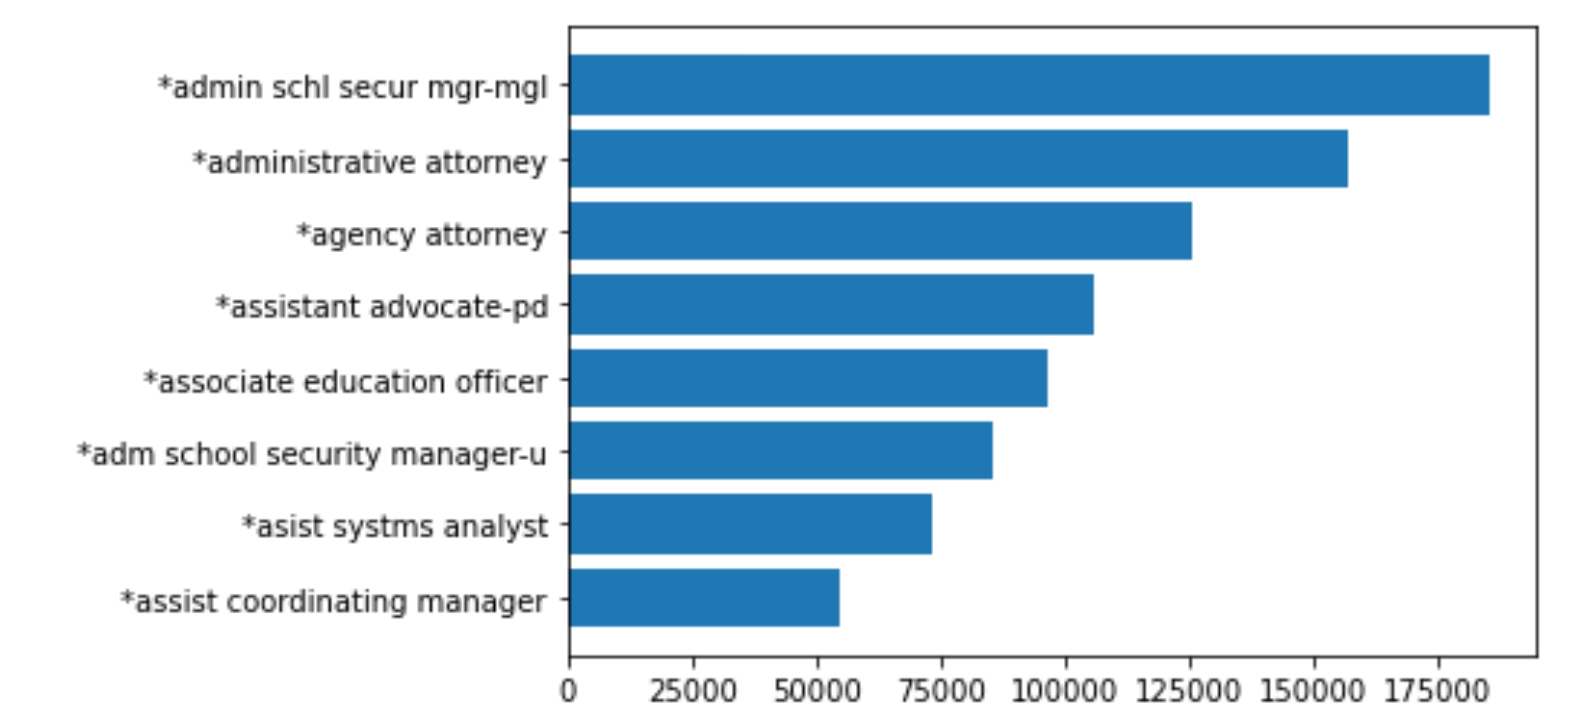 *admin schl secur mgr-mgl
*administrative attorney
*agency attorney
*assistant advocate-pd
*associate education officer
*adm school security manager-u
*asist systms analyst
*assist coordinating manager
0 25000 50000 75000 100000 125000 150000 175000